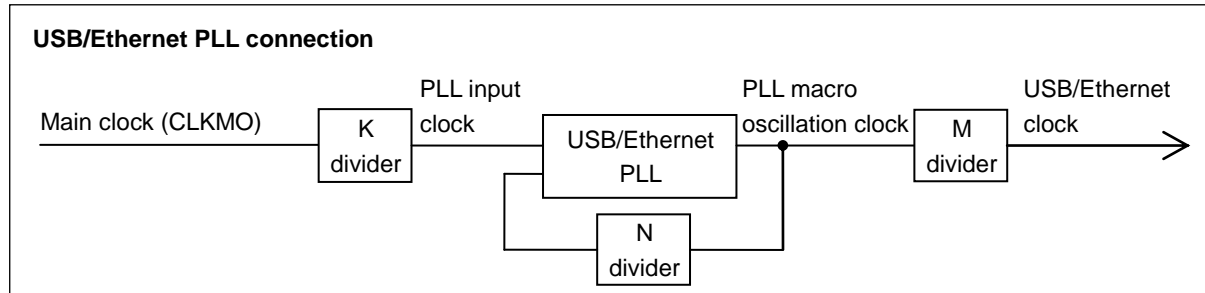 USB/Ethernet PLL connection
Main clock (CLKMO)
K
divider
PLL input
clock
USB/Ethernet
PLL
PLL macro
oscillation clock
M
divider
USB/Ethernet
clock
N
divider